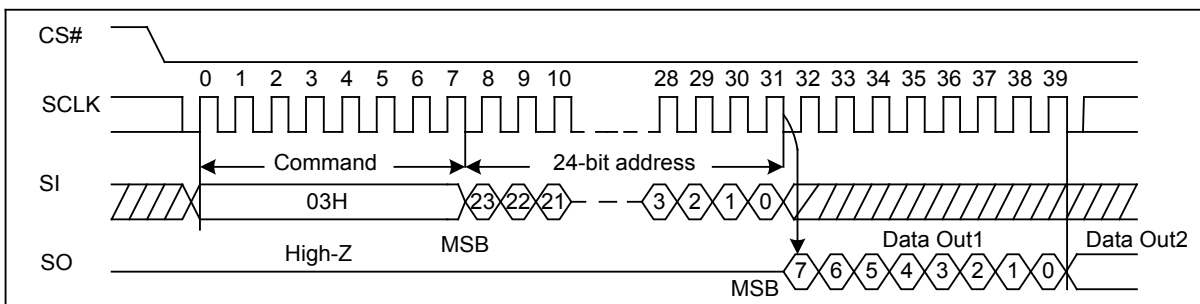 CS#
0 1 2 3 4 5 6 7 8 9 10 28 29 30 31 32 33 34 35 36 37 38 39
SCLK
Command 24-bit address
SI
03H 23 22 21 3 2 1 0
High-Z MSB Data Out1 Data Out2
SO
MSB 7 6 5 4 3 2 1 0